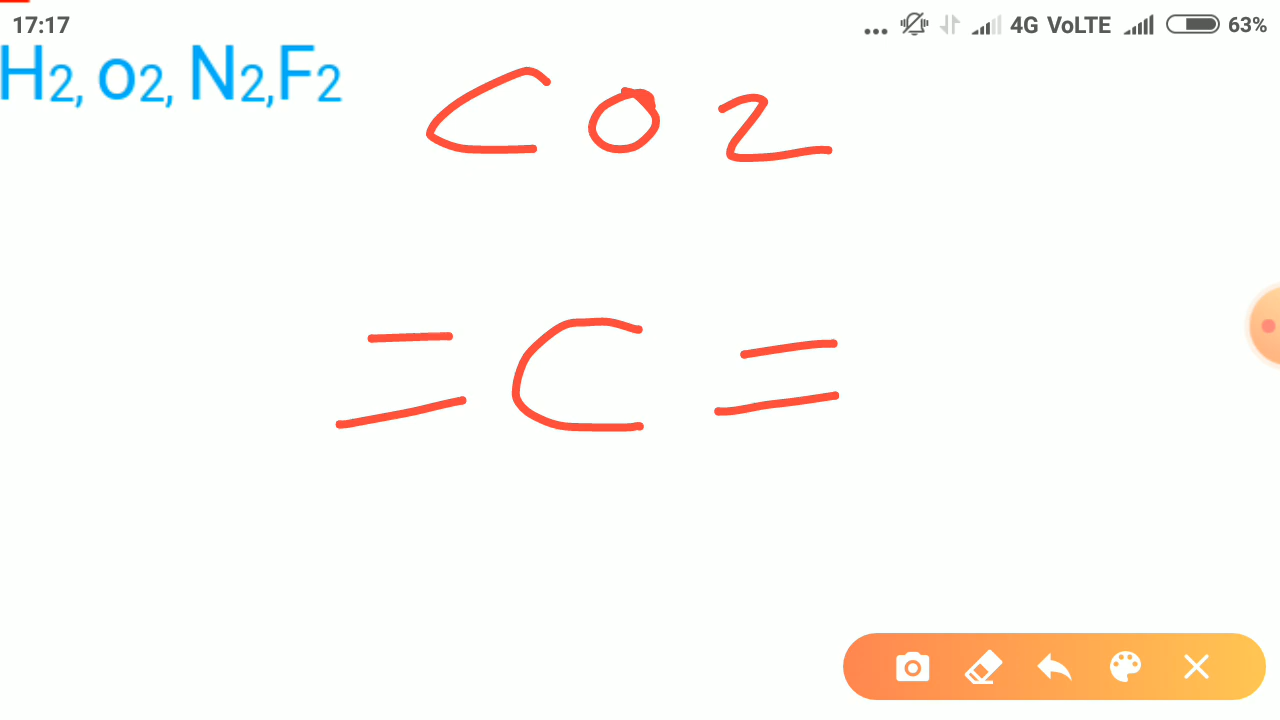 17:17 ... 4G VoLTE 63%
H2, o2, N2,F2
CO2
= C =